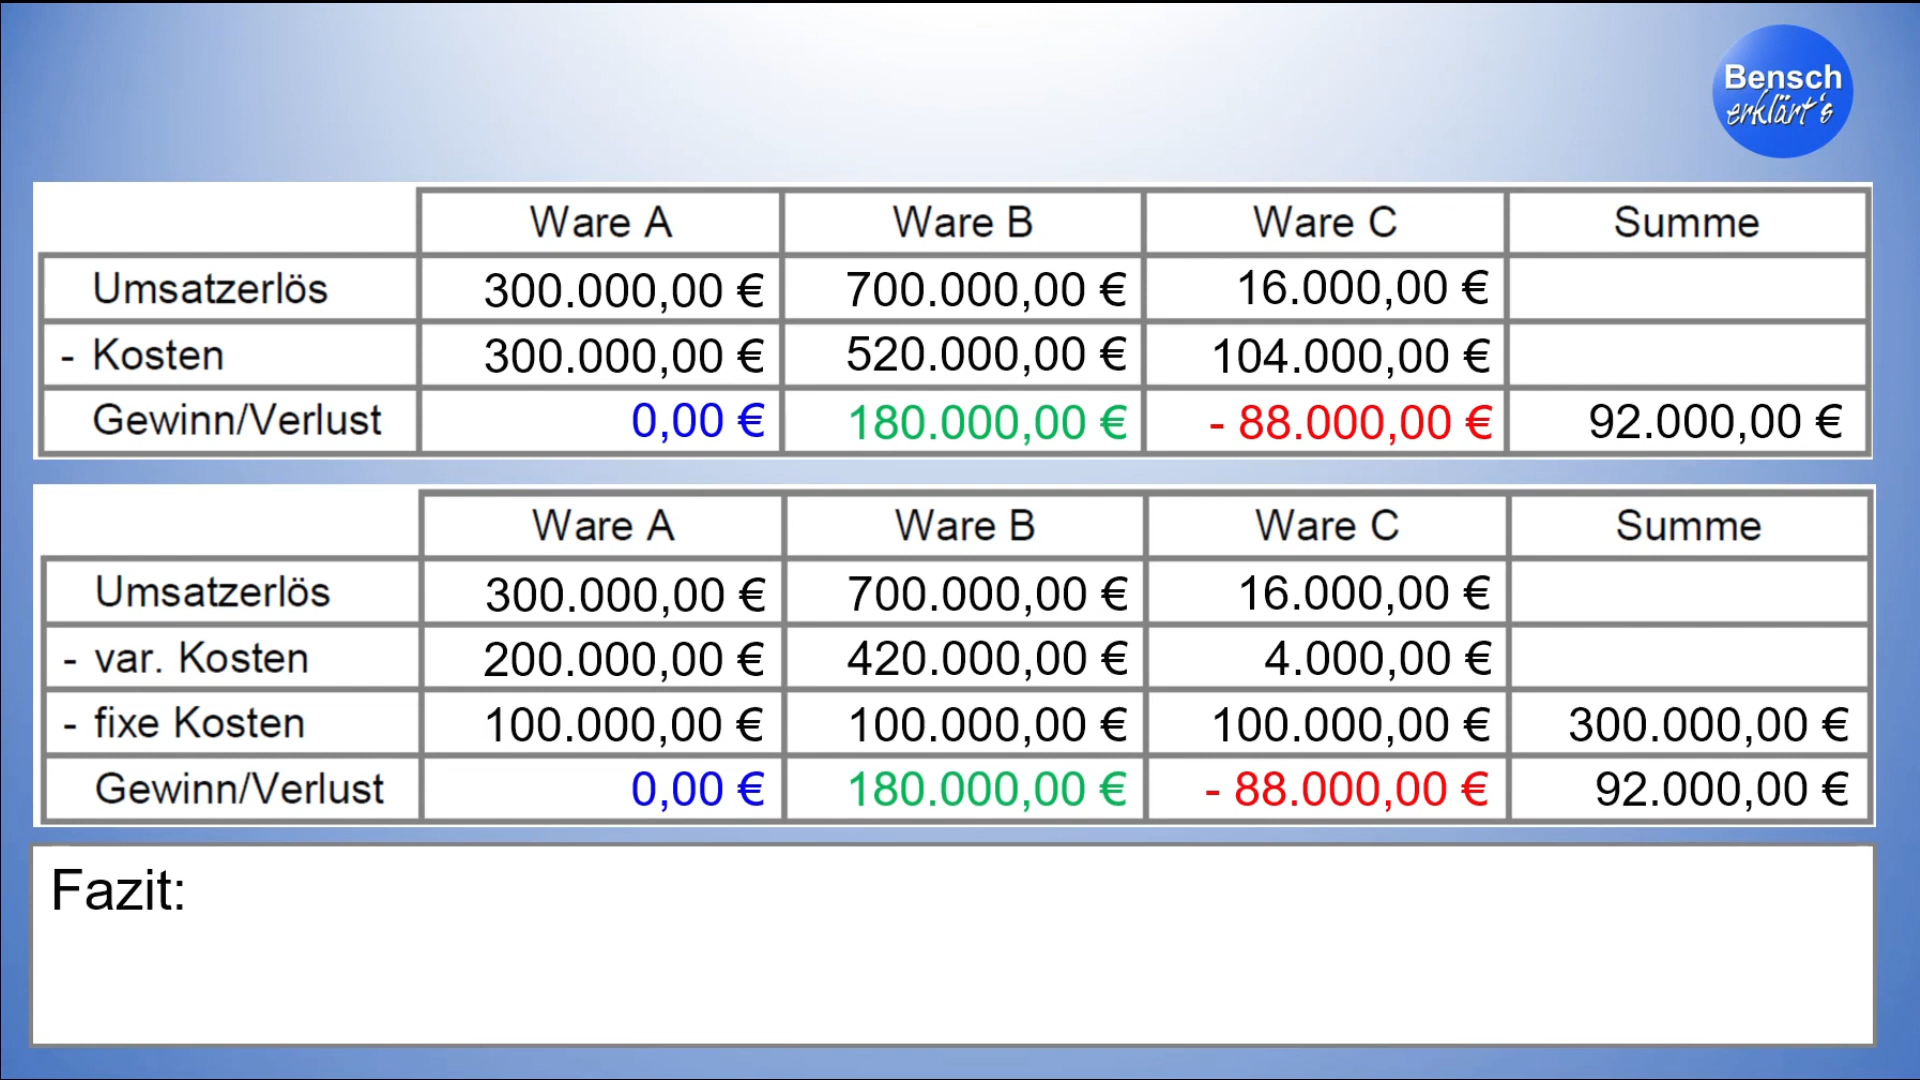 Bensch
erklärt's
Ware A Ware B Ware C Summe
Umsatzerlös 300.000,00 € 700.000,00 € 16.000,00 €
- Kosten 300.000,00 € 520.000,00 € 104.000,00 €
Gewinn/Verlust 0,00 € 180.000,00 € - 88.000,00 € 92.000,00 €
Ware A Ware B Ware C Summe
Umsatzerlös 300.000,00 € 700.000,00 € 16.000,00 €
- var. Kosten 200.000,00 € 420.000,00 € 4.000,00 €
- fixe Kosten 100.000,00 € 100.000,00 € 100.000,00 € 300.000,00 €
Gewinn/Verlust 0,00 € 180.000,00 € - 88.000,00 € 92.000,00 €
Fazit: